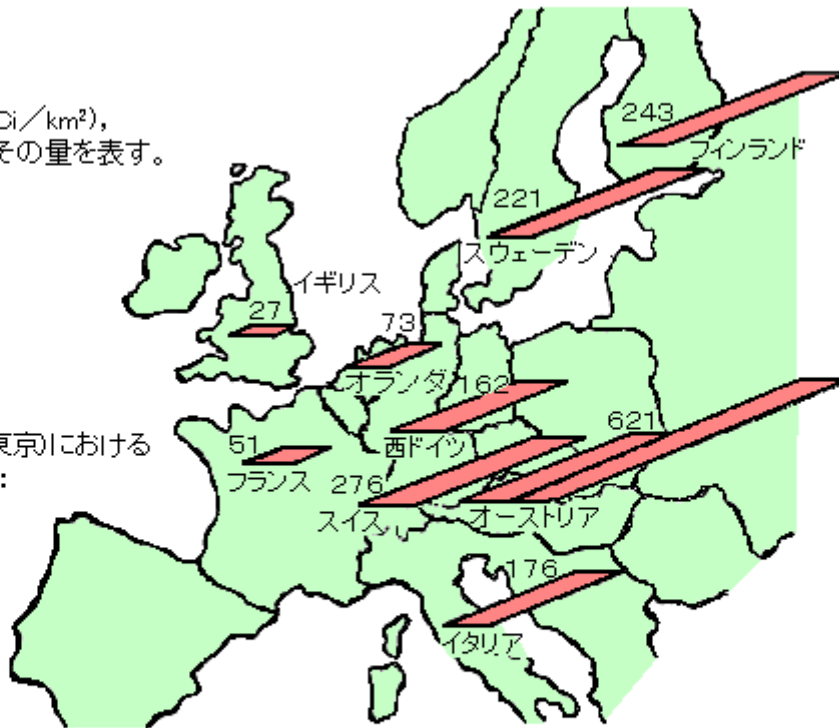 Ci／km²),
その量を表す。
243
フィンランド
221
スウェーデン
イギリス
27
73
オランダ
162
西ドイツ
621
オーストリア
東京)における
:
51
フランス
276
スイス
176
イタリア